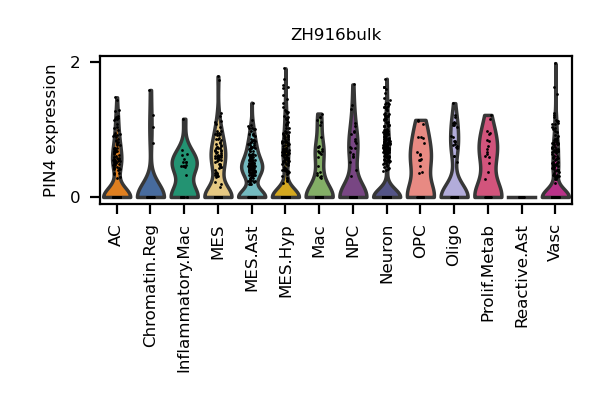 ZH916bulk
PIN4 expression
2
0
AC
Chromatin.Reg
Inflammatory.Mac
MES
MES.Ast
MES.Hyp
Mac
NPC
Neuron
OPC
Oligo
Prolif.Metab
Reactive.Ast
Vasc